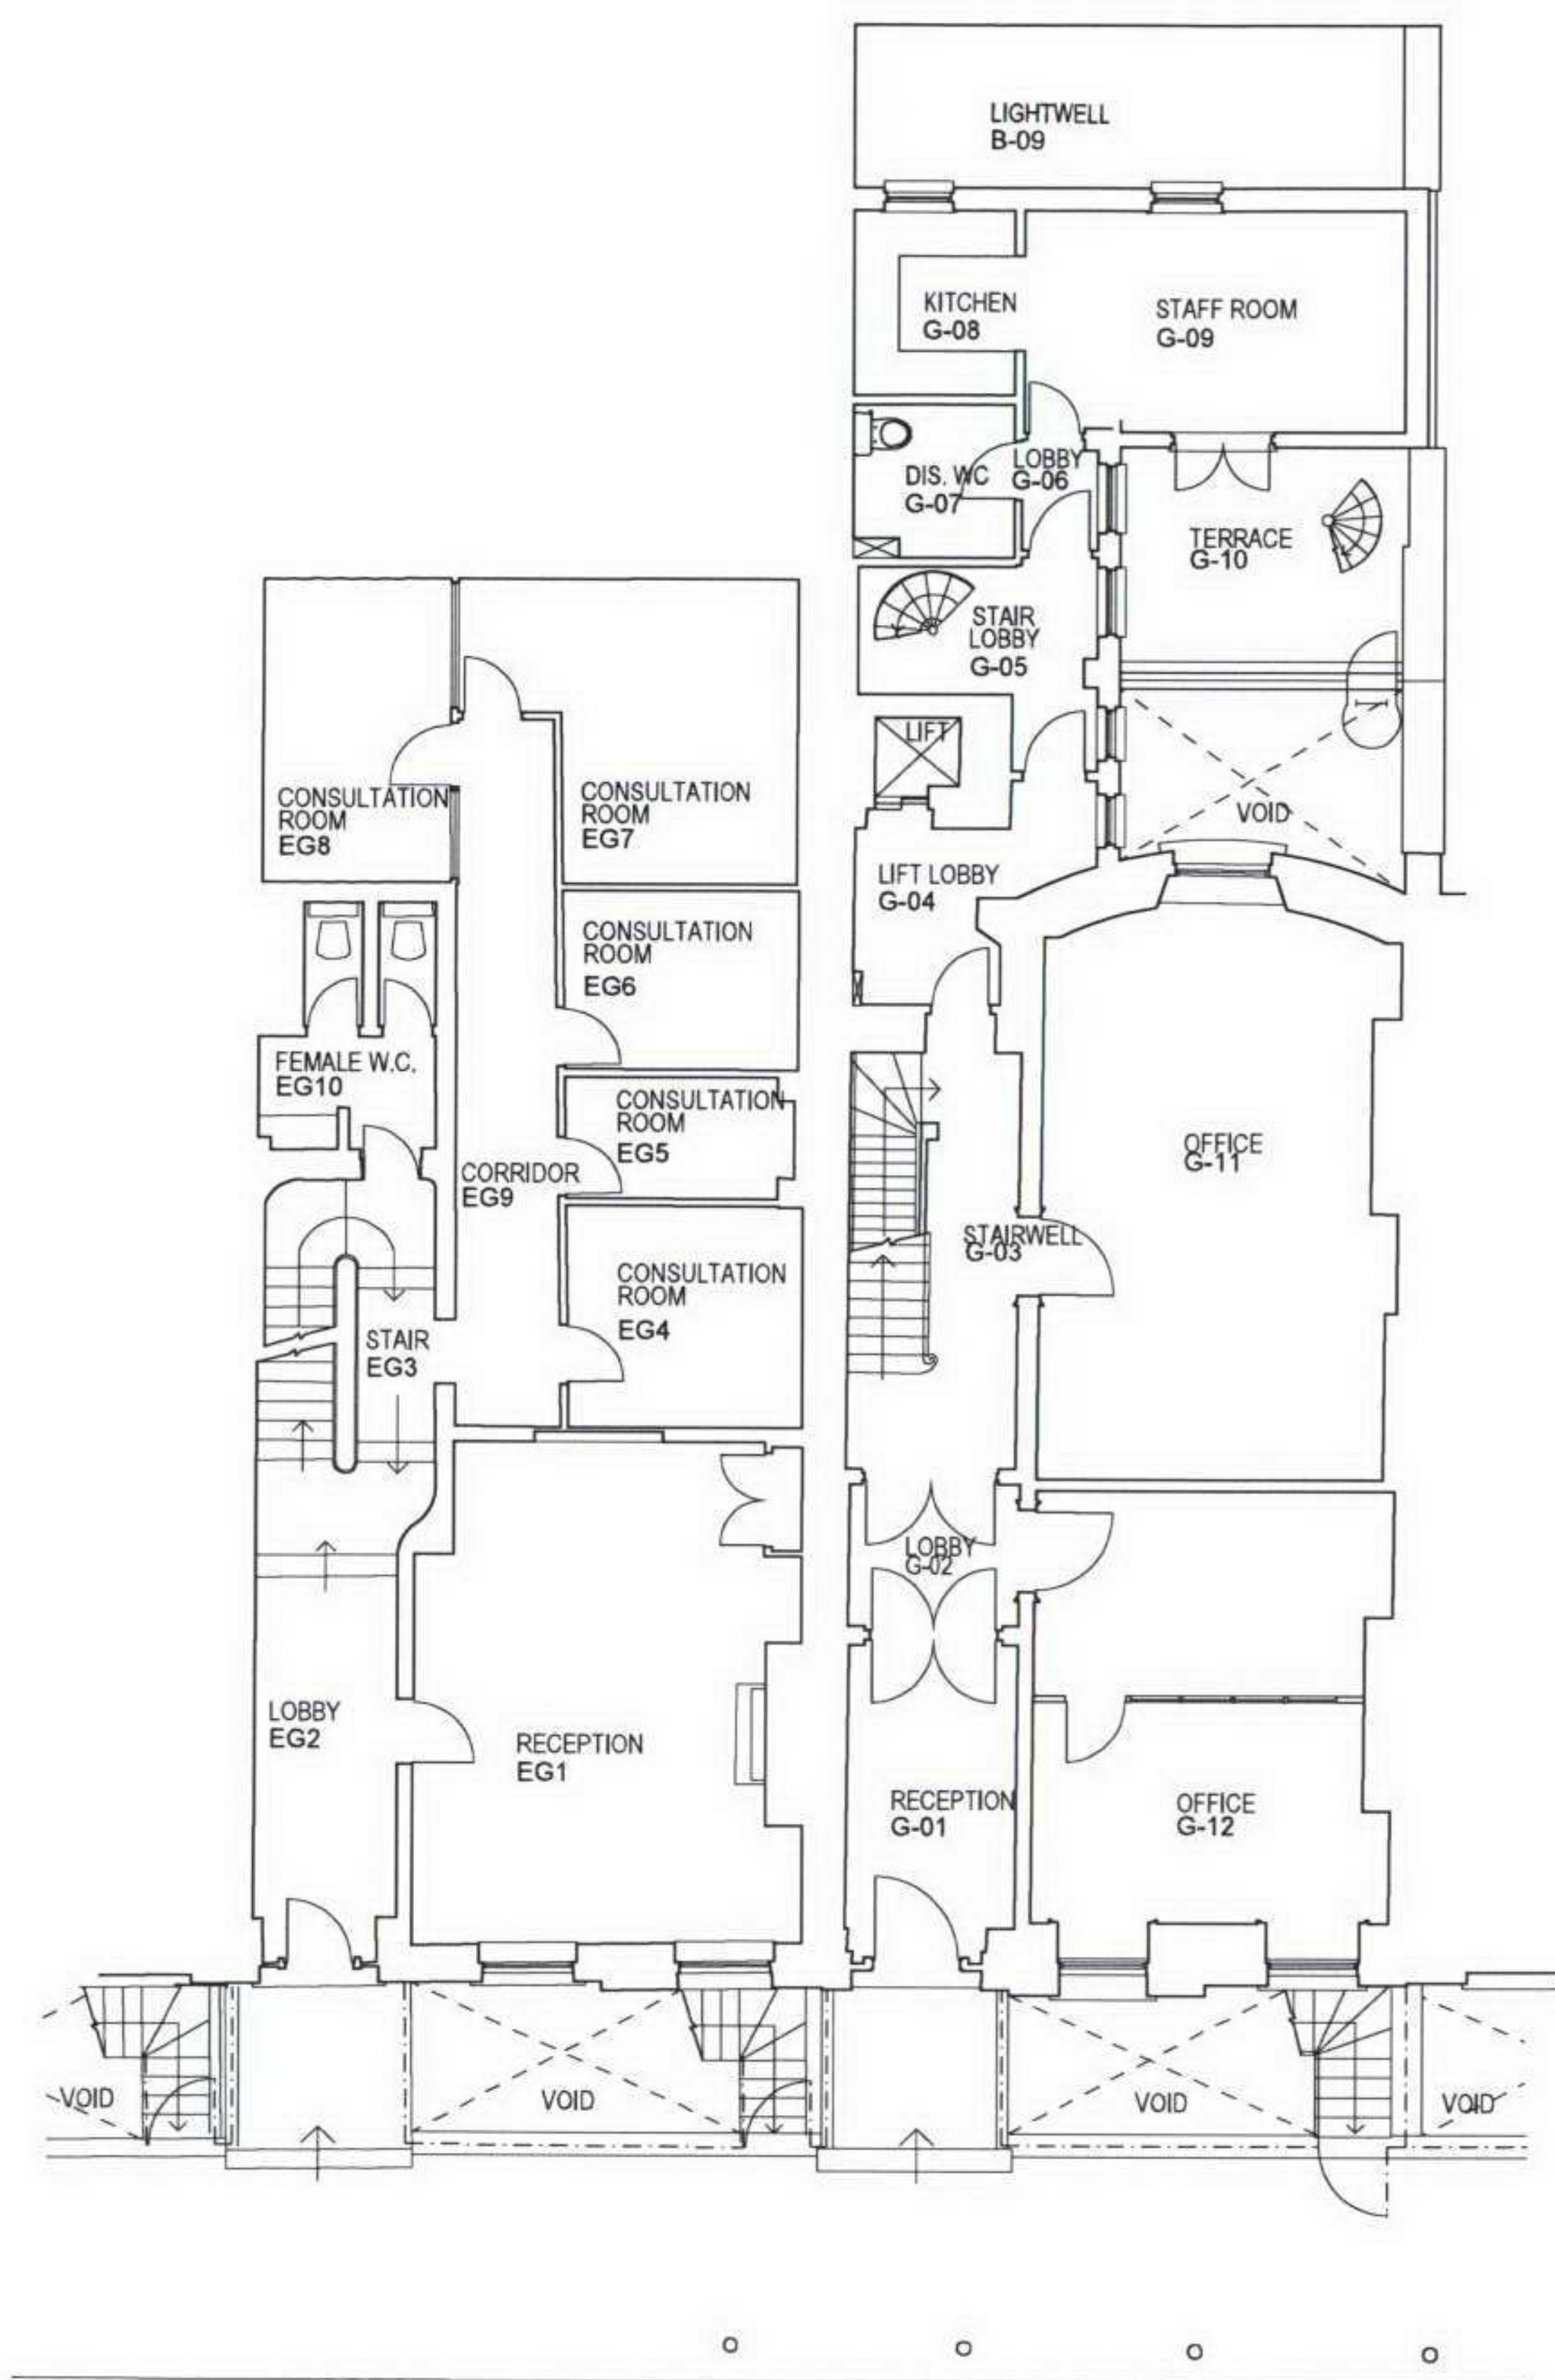 LIGHTWELL
B-09
KITCHEN
G-08
STAFF ROOM
G-09
DIS. WC
G-07
LOBBY
G-06
TERRACE
G-10
STAIR
LOBBY
G-05
LIFT
VOID
LIFT LOBBY
G-04
CONSULTATION
ROOM
EG8
CONSULTATION
ROOM
EG7
CONSULTATION
ROOM
EG6
FEMALE W.C.
EG10
CONSULTATION
ROOM
EG5
CORRIDOR
EG9
OFFICE
G-11
STAIRWELL
G-03
CONSULTATION
ROOM
EG4
STAIR
EG3
LOBBY
G-02
LOBBY
EG2
RECEPTION
EG1
RECEPTION
G-01
OFFICE
G-12
VOID
VOID
VOID
VOID